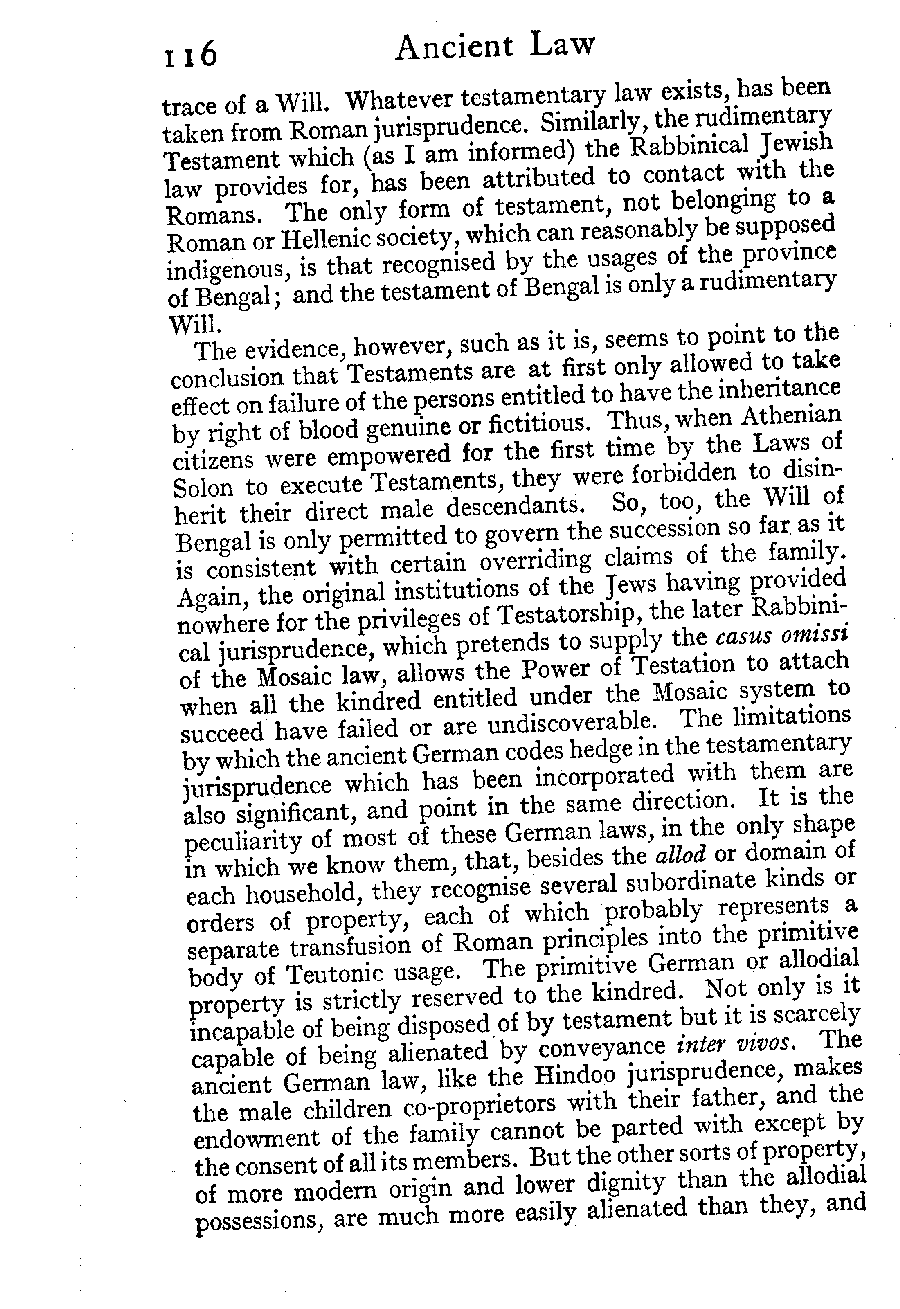 116 Ancient Law
trace of a Will. Whatever testamentary law exists, has been
taken from Roman jurisprudence. Similarly, the rudimentary
Testament which (as I am informed) the Rabbinical Jewish
law provides for, has been attributed to contact with the
Romans. The only form of testament, not belonging to a
Roman or Hellenic society, which can reasonably be supposed
indigenous, is that recognised by the usages of the province
of Bengal; and the testament of Bengal is only a rudimentary
Will.
The evidence, however, such as it is, seems to point to the
conclusion that Testaments are at first only allowed to take
effect on failure of the persons entitled to have the inheritance
by right of blood genuine or fictitious. Thus, when Athenian
citizens were empowered for the first time by the Laws of
Solon to execute Testaments, they were forbidden to disin-
herit their direct male descendants. So, too, the Will of
Bengal is only permitted to govern the succession so far as it
is consistent with certain overriding claims of the family.
Again, the original institutions of the Jews having provided
nowhere for the privileges of Testatorship, the later Rabbini-
cal jurisprudence, which pretends to supply the casus omissi
of the Mosaic law, allows the Power of Testation to attach
when all the kindred entitled under the Mosaic system to
succeed have failed or are undiscoverable. The limitations
by which the ancient German codes hedge in the testamentary
jurisprudence which has been incorporated with them are
also significant, and point in the same direction. It is the
peculiarity of most of these German laws, in the only shape
in which we know them, that, besides the allod or domain of
each household, they recognise several subordinate kinds or
orders of property, each of which probably represents a
separate transfusion of Roman principles into the primitive
body of Teutonic usage. The primitive German or allodial
property is strictly reserved to the kindred. Not only is it
incapable of being disposed of by testament but it is scarcely
capable of being alienated by conveyance inter vivos. The
ancient German law, like the Hindoo jurisprudence, makes
the male children co-proprietors with their father, and the
endowment of the family cannot be parted with except by
the consent of all its members. But the other sorts of property,
of more modern origin and lower dignity than the allodial
possessions, are much more easily alienated than they, and